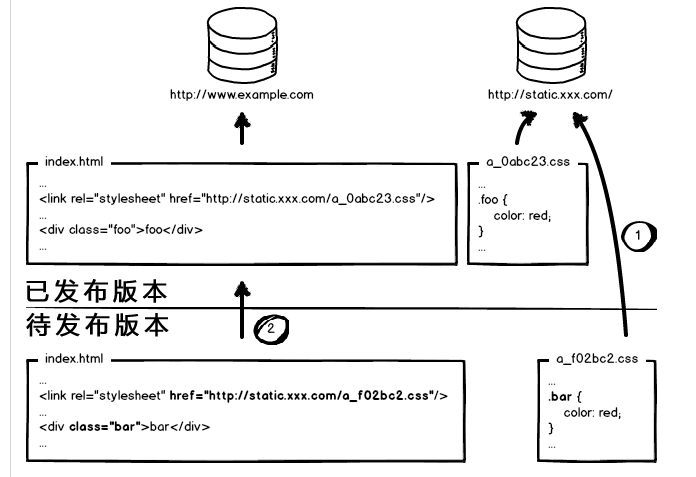 http://www.example.com
http://static.xxx.com/
index.html
...
<link rel="stylesheet" href="http://static.xxx.com/a_0abc23.css"/>
...
<div class="foo">foo</div>
...
a_0abc23.css
...
.foo {
color: red;
}
...
1
已发布版本
待发布版本
2
index.html
...
<link rel="stylesheet" href="http://static.xxx.com/a_f02bc2.css"/>
...
<div class="bar">bar</div>
...
a_f02bc2.css
...
.bar {
color: red;
}
...